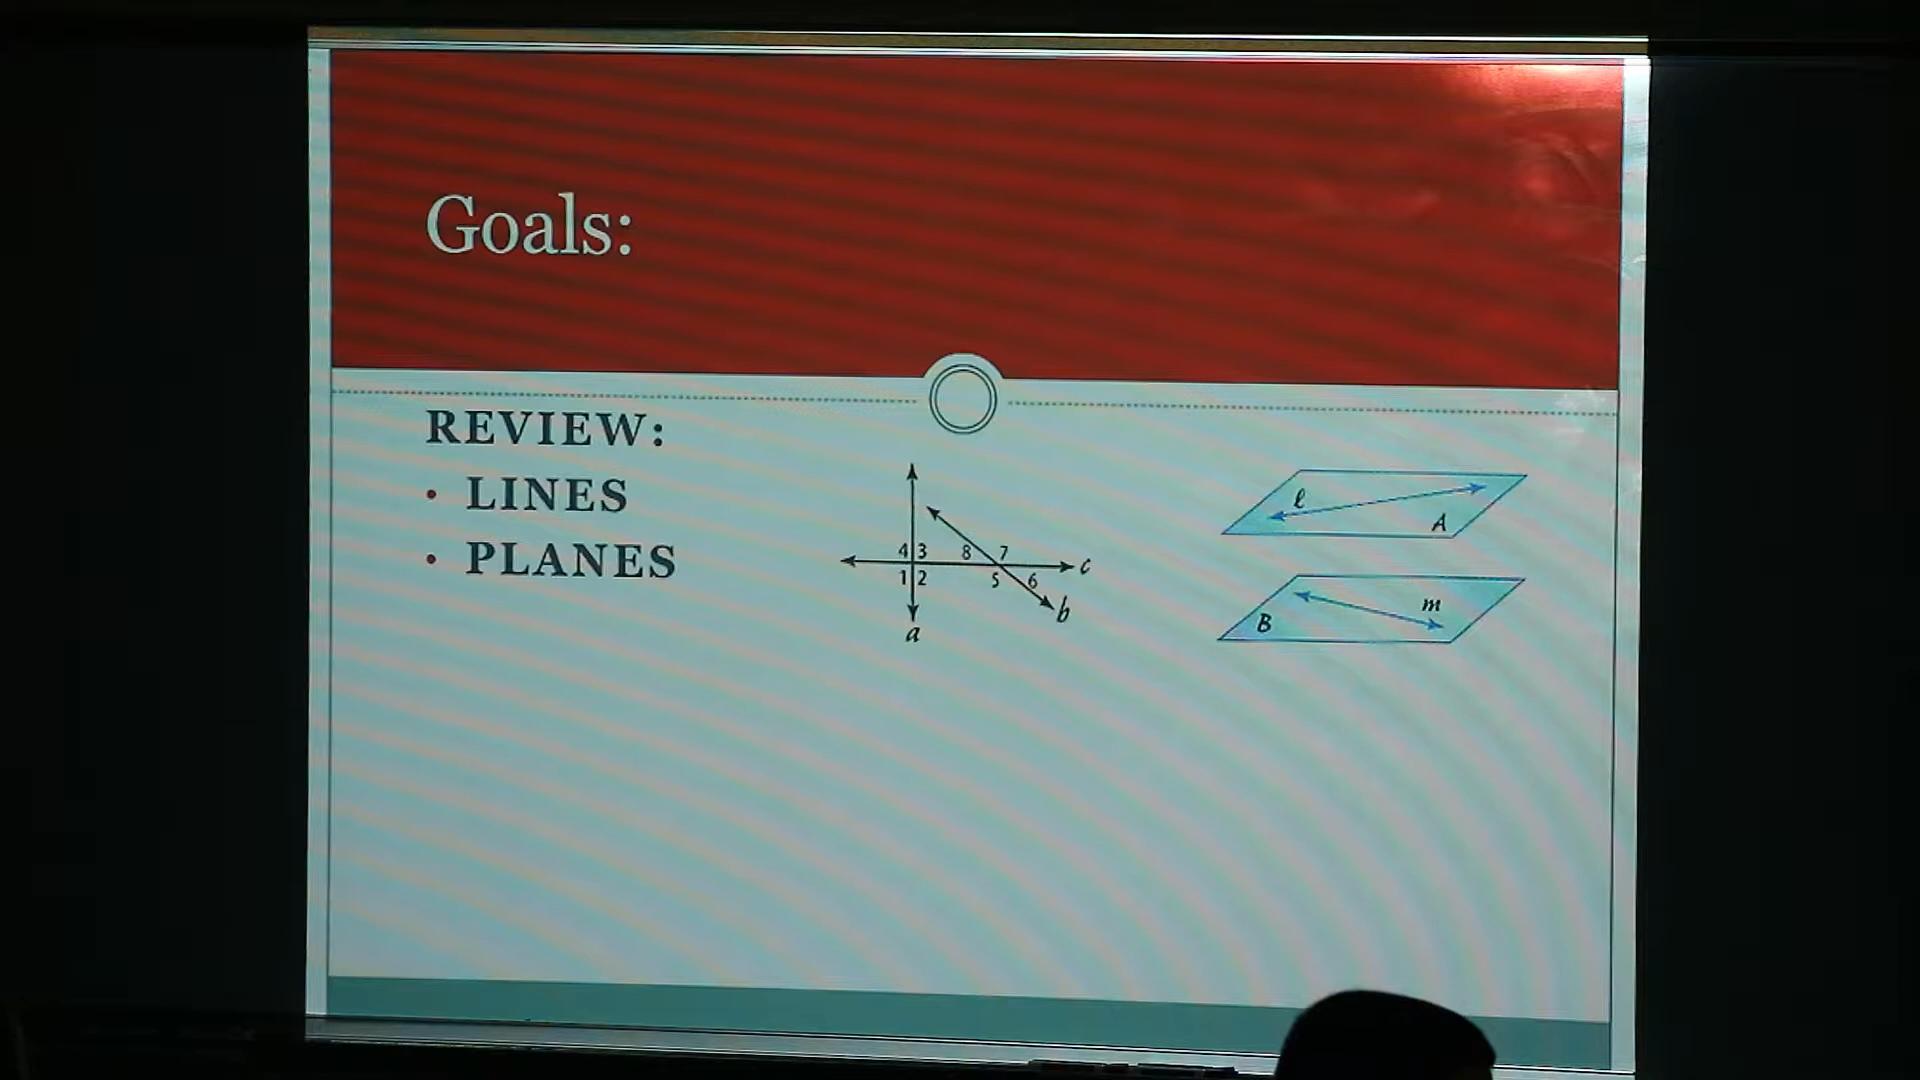 Goals:
REVIEW:
• LINES
• PLANES
4 3 8 7
c
1 2 5 6
b
a
ℓ
A
m
B